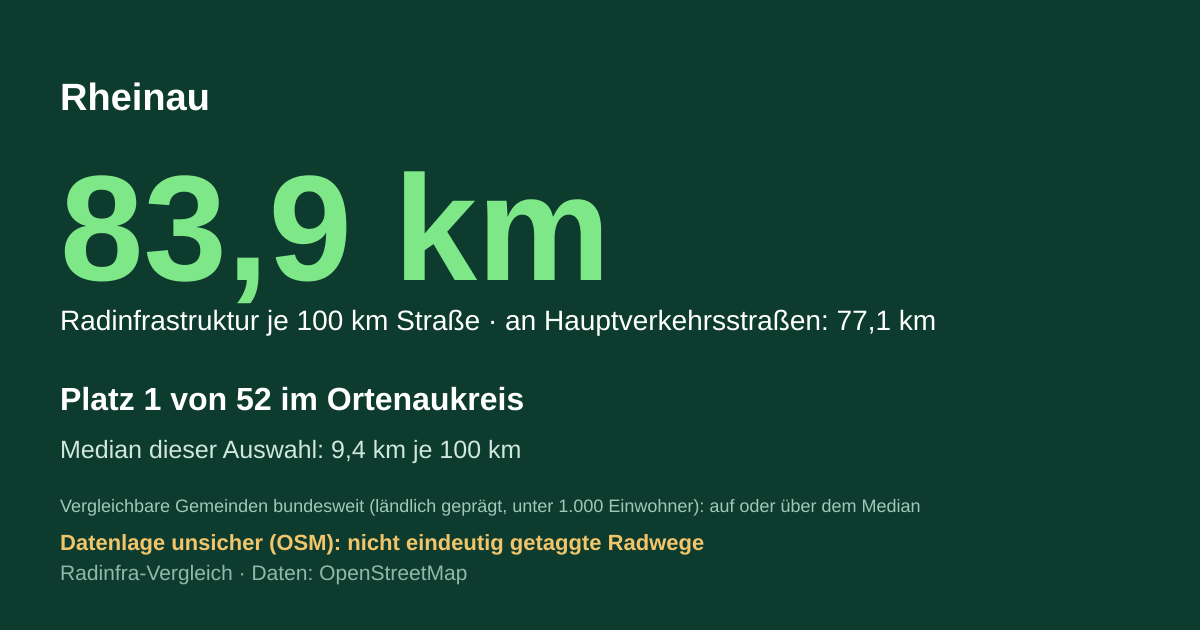 Rheinau
83,9 km
Radinfrastruktur je 100 km Straße · an Hauptverkehrsstraßen: 77,1 km
Platz 1 von 52 im Ortenaukreis
Median dieser Auswahl: 9,4 km je 100 km
Vergleichbare Gemeinden bundesweit (ländlich geprägt, unter 1.000 Einwohner): auf oder über dem Median
Datenlage unsicher (OSM): nicht eindeutig getaggte Radwege
Radinfra-Vergleich · Daten: OpenStreetMap